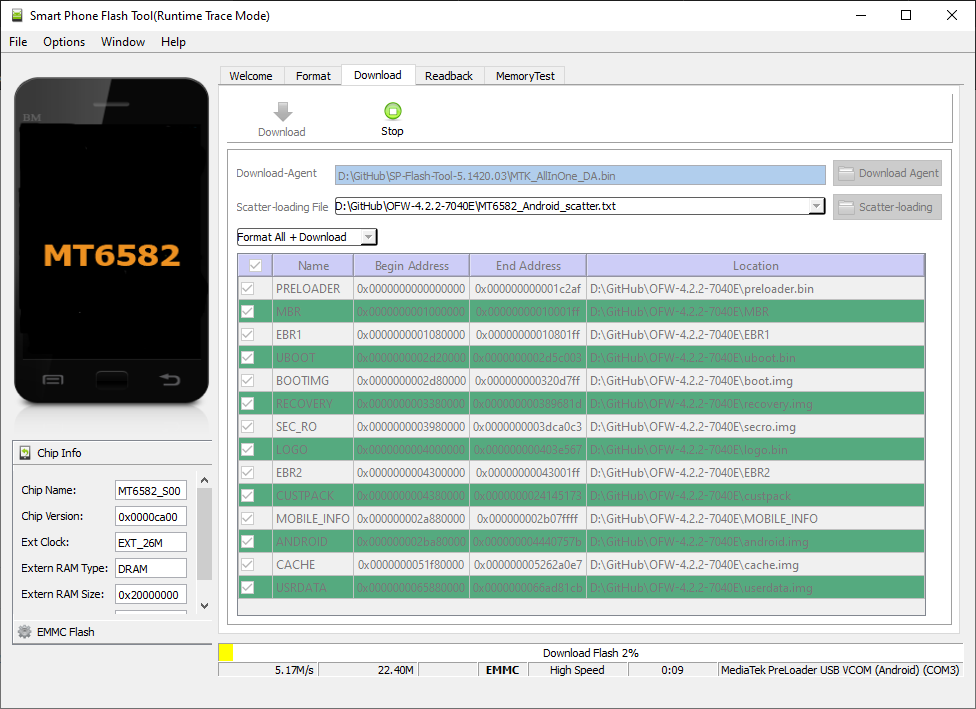 Smart Phone Flash Tool(Runtime Trace Mode)
File Options Window Help
Welcome Format Download Readback MemoryTest
BM
Download Stop
Download-Agent D:\GitHub\SP-Flash-Tool-5.1420.03\MTK_AllInOne_DA.bin Download Agent
Scatter-loading File D:\GitHub\OFW-4.2.2-7040E\MT6582_Android_scatter.txt Scatter-loading
Format All + Download
MT6582
Name Begin Address End Address Location
PRELOADER 0x0000000000000000 0x000000000001c2af D:\GitHub\OFW-4.2.2-7040E\preloader.bin
MBR 0x0000000001000000 0x00000000010001ff D:\GitHub\OFW-4.2.2-7040E\MBR
EBR1 0x0000000001080000 0x00000000010801ff D:\GitHub\OFW-4.2.2-7040E\EBR1
UBOOT 0x0000000002d20000 0x0000000002d5c003 D:\GitHub\OFW-4.2.2-7040E\uboot.bin
BOOTIMG 0x0000000002d80000 0x000000000320d7ff D:\GitHub\OFW-4.2.2-7040E\boot.img
RECOVERY 0x0000000003380000 0x000000000389681d D:\GitHub\OFW-4.2.2-7040E\recovery.img
SEC_RO 0x0000000003980000 0x0000000003dca0c3 D:\GitHub\OFW-4.2.2-7040E\secro.img
LOGO 0x0000000004000000 0x000000000403e567 D:\GitHub\OFW-4.2.2-7040E\logo.bin
EBR2 0x0000000004300000 0x00000000043001ff D:\GitHub\OFW-4.2.2-7040E\EBR2
CUSTPACK 0x0000000004380000 0x0000000024145173 D:\GitHub\OFW-4.2.2-7040E\custpack
MOBILE_INFO 0x000000002a880000 0x000000002b07ffff D:\GitHub\OFW-4.2.2-7040E\MOBILE_INFO
ANDROID 0x000000002ba80000 0x000000004440757b D:\GitHub\OFW-4.2.2-7040E\android.img
CACHE 0x0000000051f80000 0x000000005262a0e7 D:\GitHub\OFW-4.2.2-7040E\cache.img
USRDATA 0x0000000065880000 0x0000000066ad81cb D:\GitHub\OFW-4.2.2-7040E\userdata.img
Chip Info
Chip Name: MT6582_S00
Chip Version: 0x0000ca00
Ext Clock: EXT_26M
Extern RAM Type: DRAM
Extern RAM Size: 0x20000000
EMMC Flash
Download Flash 2%
5.17M/s 22.40M EMMC High Speed 0:09 MediaTek PreLoader USB VCOM (Android) (COM3)